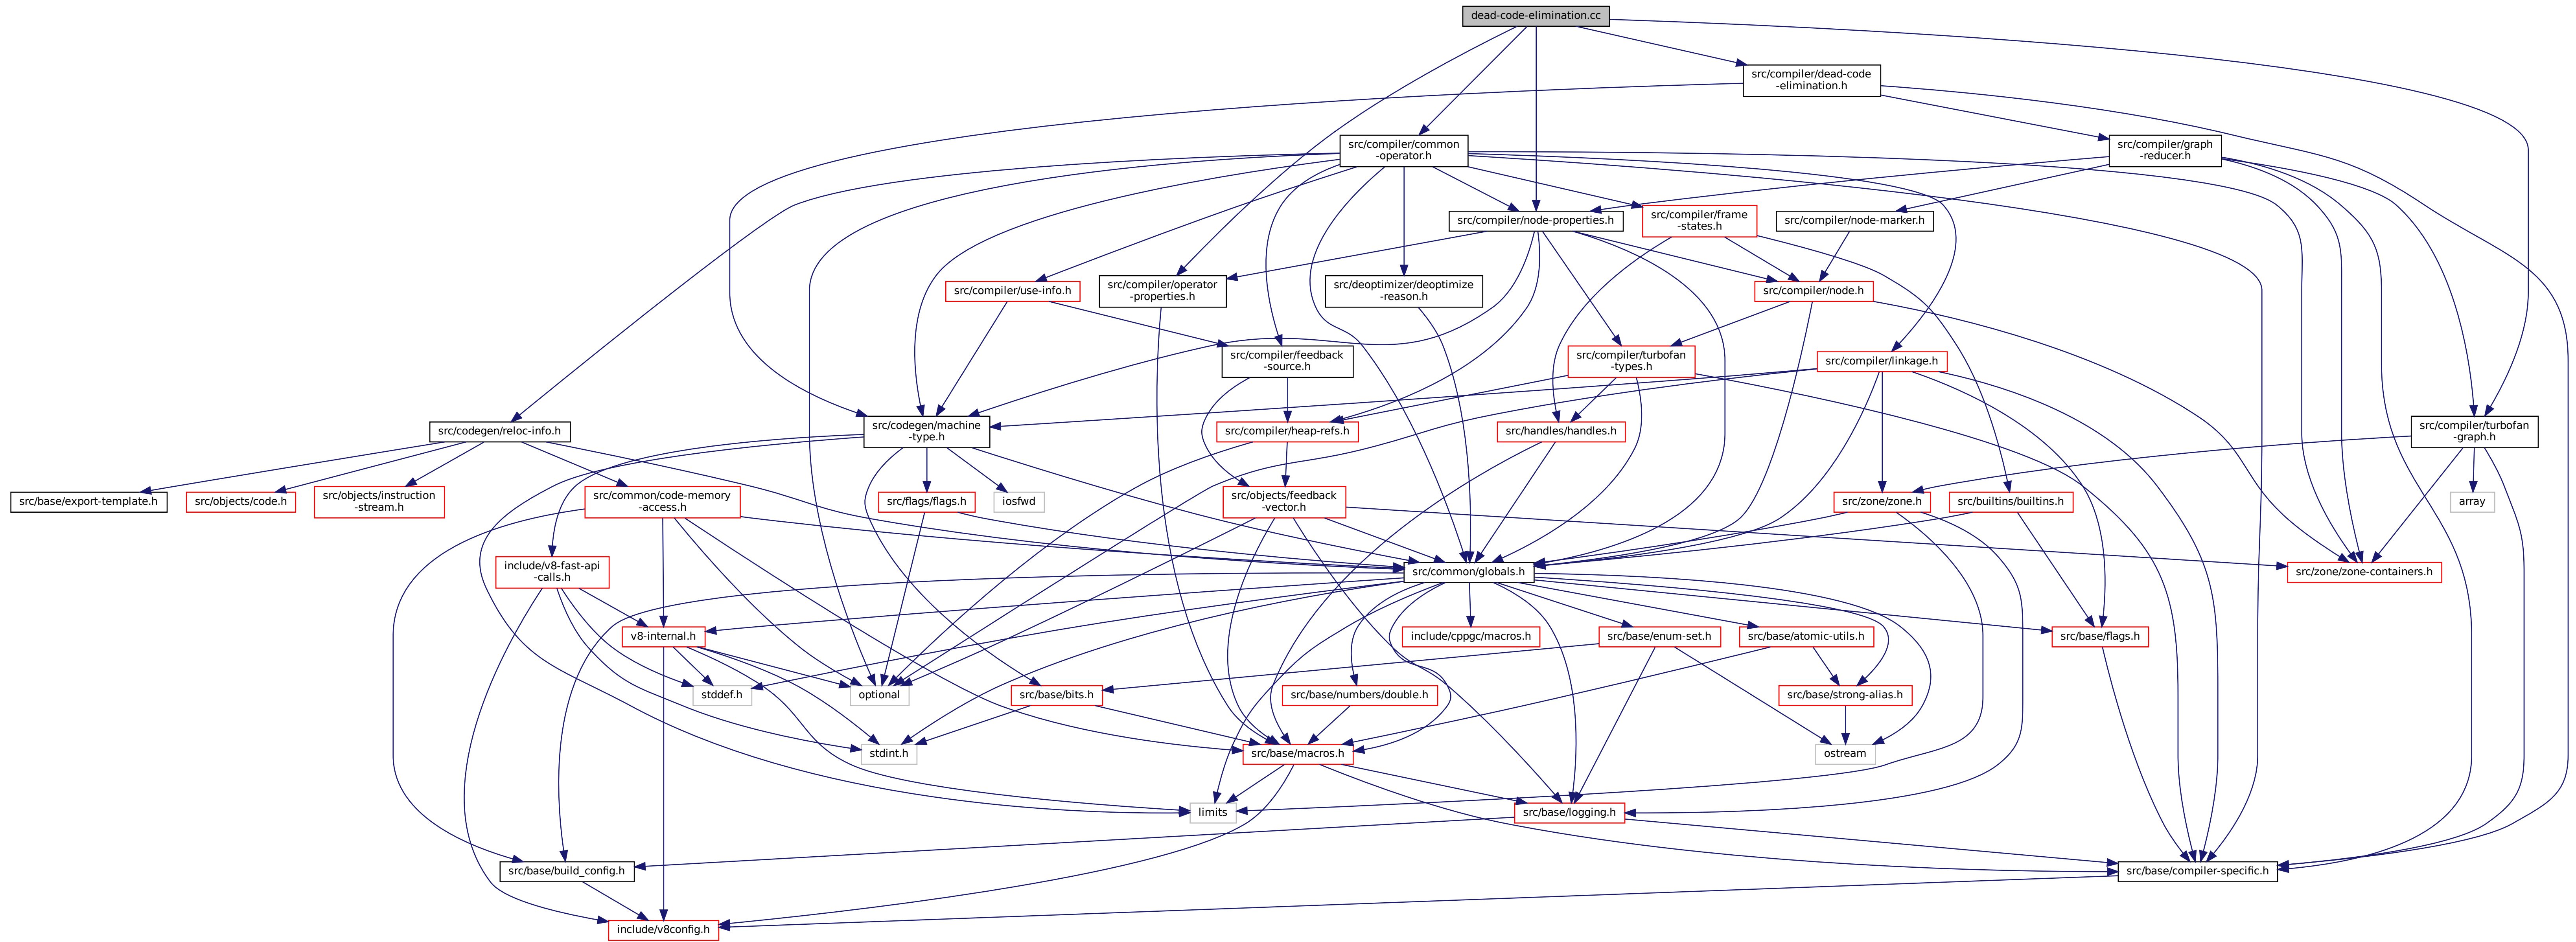 dead-code-elimination.cc
src/compiler/dead-code
-elimination.h
src/compiler/common
-operator.h
src/compiler/graph
-reducer.h
src/compiler/node-properties.h
src/compiler/frame
-states.h
src/compiler/node-marker.h
src/compiler/use-info.h
src/compiler/operator
-properties.h
src/deoptimizer/deoptimize
-reason.h
src/compiler/node.h
src/compiler/feedback
-source.h
src/compiler/turbofan
-types.h
src/compiler/linkage.h
src/codegen/reloc-info.h
src/codegen/machine
-type.h
src/compiler/heap-refs.h
src/handles/handles.h
src/compiler/turbofan
-graph.h
src/base/export-template.h
src/objects/code.h
src/objects/instruction
-stream.h
src/common/code-memory
-access.h
src/flags/flags.h
iosfwd
src/objects/feedback
-vector.h
src/zone/zone.h
src/builtins/builtins.h
array
include/v8-fast-api
-calls.h
src/common/globals.h
src/zone/zone-containers.h
v8-internal.h
include/cppgc/macros.h
src/base/enum-set.h
src/base/atomic-utils.h
src/base/flags.h
stddef.h
optional
src/base/bits.h
src/base/numbers/double.h
src/base/strong-alias.h
stdint.h
src/base/macros.h
ostream
limits
src/base/logging.h
src/base/build_config.h
src/base/compiler-specific.h
include/v8config.h